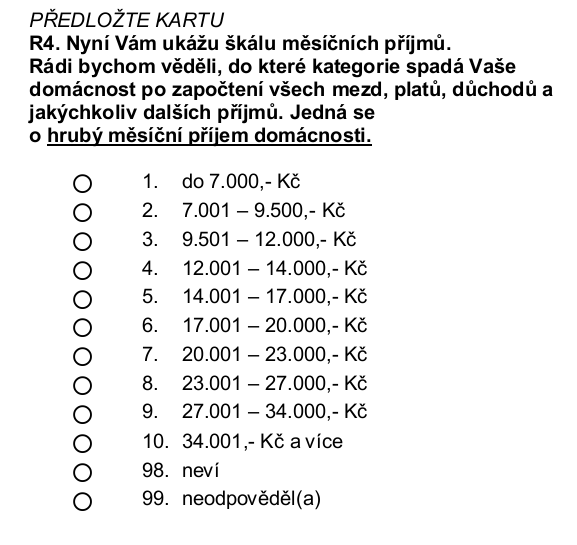 PŘEDLOŽTE KARTU
R4. Nyní Vám ukážu škálu měsíčních příjmů.
Rádi bychom věděli, do které kategorie spadá Vaše
domácnost po započtení všech mezd, platů, důchodů a
jakýchkoliv dalších příjmů. Jedná se
o hrubý měsíční příjem domácnosti.
1. do 7.000,- Kč
2. 7.001 – 9.500,- Kč
3. 9.501 – 12.000,- Kč
4. 12.001 – 14.000,- Kč
5. 14.001 – 17.000,- Kč
6. 17.001 – 20.000,- Kč
7. 20.001 – 23.000,- Kč
8. 23.001 – 27.000,- Kč
9. 27.001 – 34.000,- Kč
10. 34.001,- Kč a více
98. neví
99. neodpověděl(a)